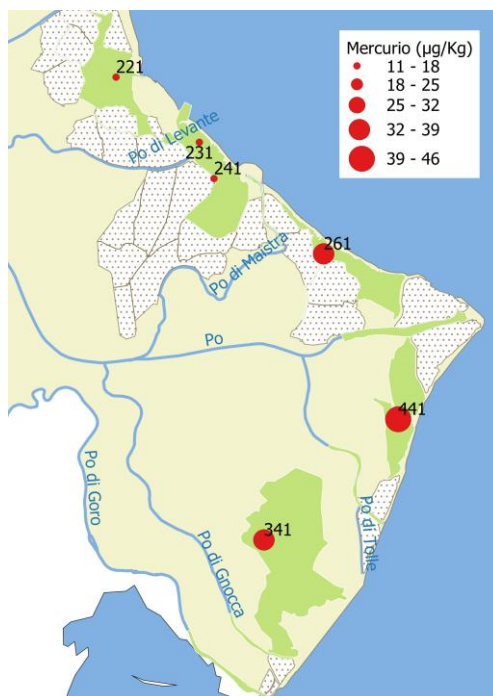 Mercurio (µg/Kg)
11 - 18
18 - 25
25 - 32
32 - 39
39 - 46
221
Po di Levante
231
241
261
Po di Maistra
Po
441
Po di Goro
Po di Gnocca
341
Po di Tolle